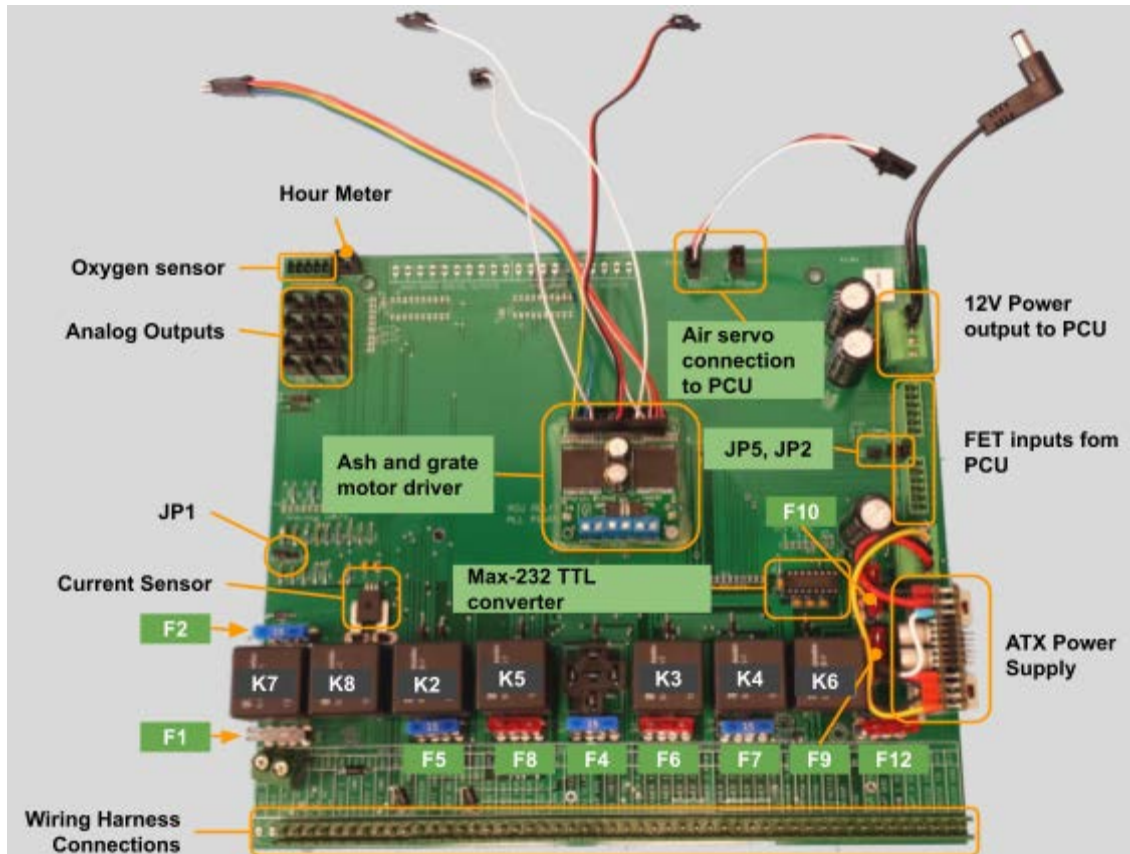 Hour Meter
Oxygen sensor
Analog Outputs
12V Power
output to PCU
Air servo
connection
to PCU
FET inputs fom
PCU
JP5, JP2
Ash and grate
motor driver
JP1
F10
Current Sensor
Max-232 TTL
converter
F2
ATX Power
Supply
K7
K8
K2
K5
K3
K4
K6
F1
15
15
15
F5
F8
F4
F6
F7
F9
F12
Wiring Harness
Connections